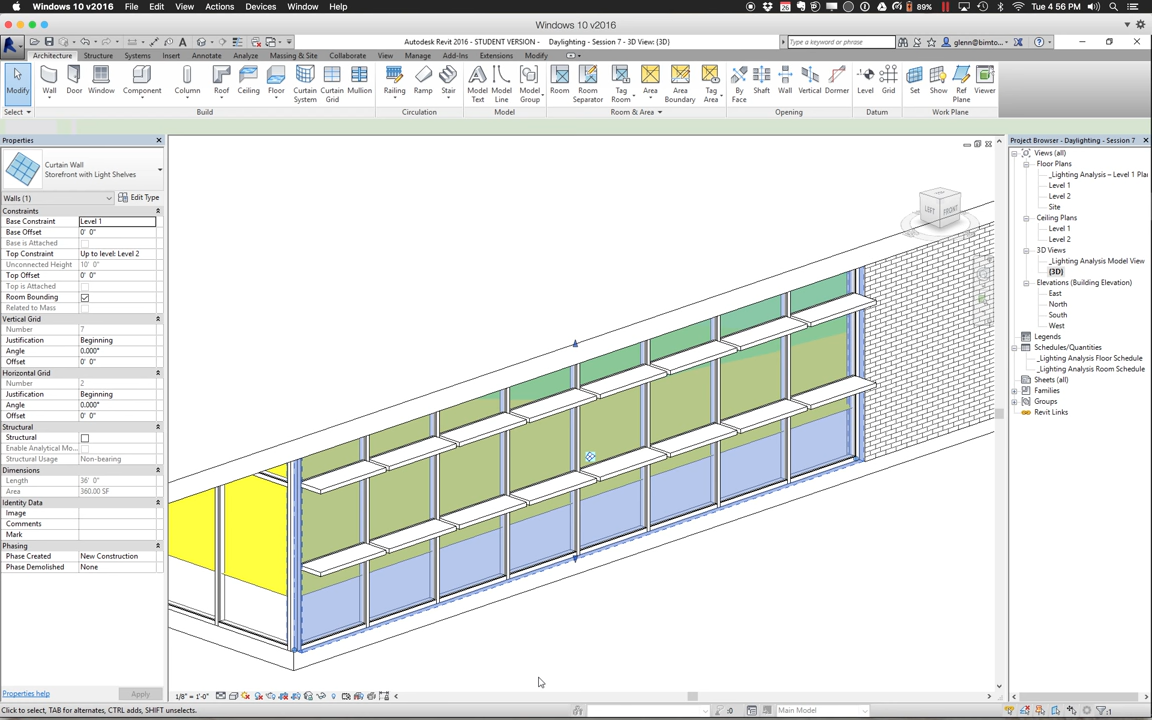 Windows 10 v2016 File Edit View Actions Devices Window Help
26 89% Tue 4:56 PM
Windows 10 v2016
Autodesk Revit 2016 - STUDENT VERSION - Daylighting - Session 7 - 3D View: {3D}
Type a keyword or phrase
glenn@bimto...
Architecture Structure Systems Insert Annotate Analyze Massing & Site Collaborate View Manage Add-Ins Extensions Modify
Modify Wall Door Window Component Column Roof Ceiling Floor Curtain System Curtain Grid Mullion Railing Ramp Stair Model Text Model Line Model Group Room Room Separator Tag Room Area Area Boundary Tag Area By Face Shaft Wall Vertical Dormer Level Grid Set Show Ref Plane Viewer
Select Build Circulation Model Room & Area Opening Datum Work Plane
Properties
Curtain Wall
Storefront with Light Shelves
Walls (1) Edit Type
Constraints
Base Constraint Level 1
Base Offset 0' 0"
Base is Attached
Top Constraint Up to level: Level 2
Unconnected Height 10' 0"
Top Offset 0' 0"
Top is Attached
Room Bounding
Related to Mass
Vertical Grid
Number 7
Justification Beginning
Angle 0.000°
Offset 0' 0"
Horizontal Grid
Number 2
Justification Beginning
Angle 0.000°
Offset 0' 0"
Structural
Structural
Enable Analytical Mo...
Structural Usage Non-bearing
Dimensions
Length 36' 0"
Area 360.00 SF
Identity Data
Image
Comments
Mark
Phasing
Phase Created New Construction
Phase Demolished None
Properties help Apply
LEFT FRONT
Project Browser - Daylighting - Session 7
Views (all)
Floor Plans
_Lighting Analysis – Level 1 Pla
Level 1
Level 2
Site
Ceiling Plans
Level 1
Level 2
3D Views
_Lighting Analysis Model View
{3D}
Elevations (Building Elevation)
East
North
South
West
Legends
Schedules/Quantities
_Lighting Analysis Floor Schedule
_Lighting Analysis Room Schedule
Sheets (all)
Families
Groups
Revit Links
1/8" = 1'-0"
Click to select, TAB for alternates, CTRL adds, SHIFT unselects.
:0 Main Model :1